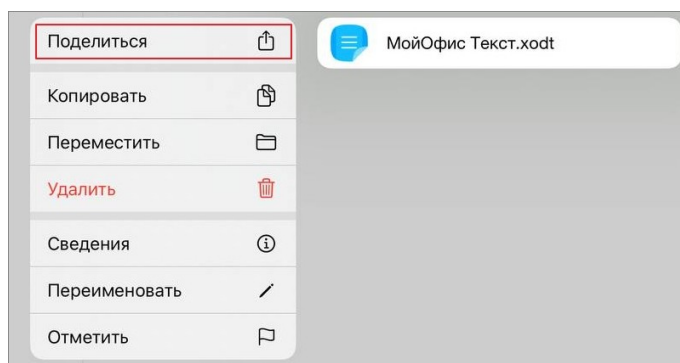 Поделиться
МойОфис Текст.xodt
Копировать
Переместить
Удалить
Сведения
Переименовать
Отметить